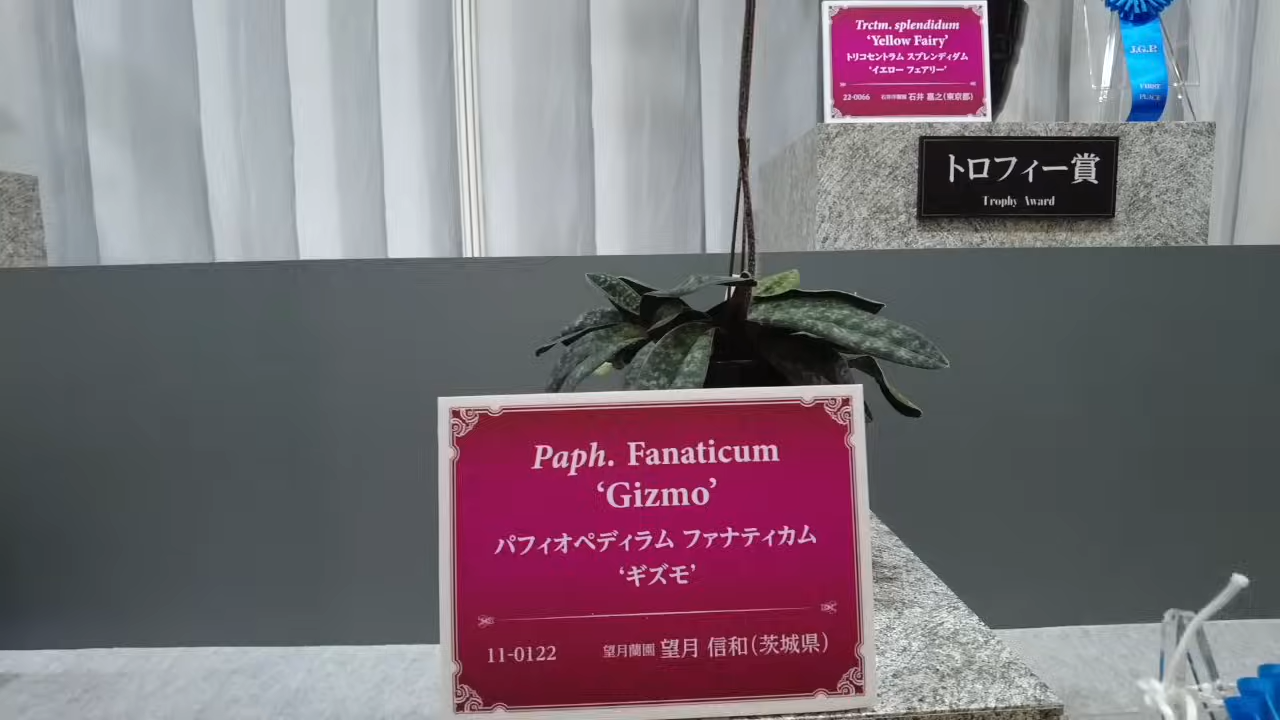 Trctm. splendidum
‘Yellow Fairy’
トリコセントラム スプレンディダム
‘イエロー フェアリー’
22-0066 石井 嘉之(東京都)
J.G.P.
FIRST
PLACE
トロフィー賞
Trophy Award
Paph. Fanaticum
‘Gizmo’
パフィオペディラム ファナティカム
‘ギズモ’
11-0122 望月蘭園 望月 信和(茨城県)